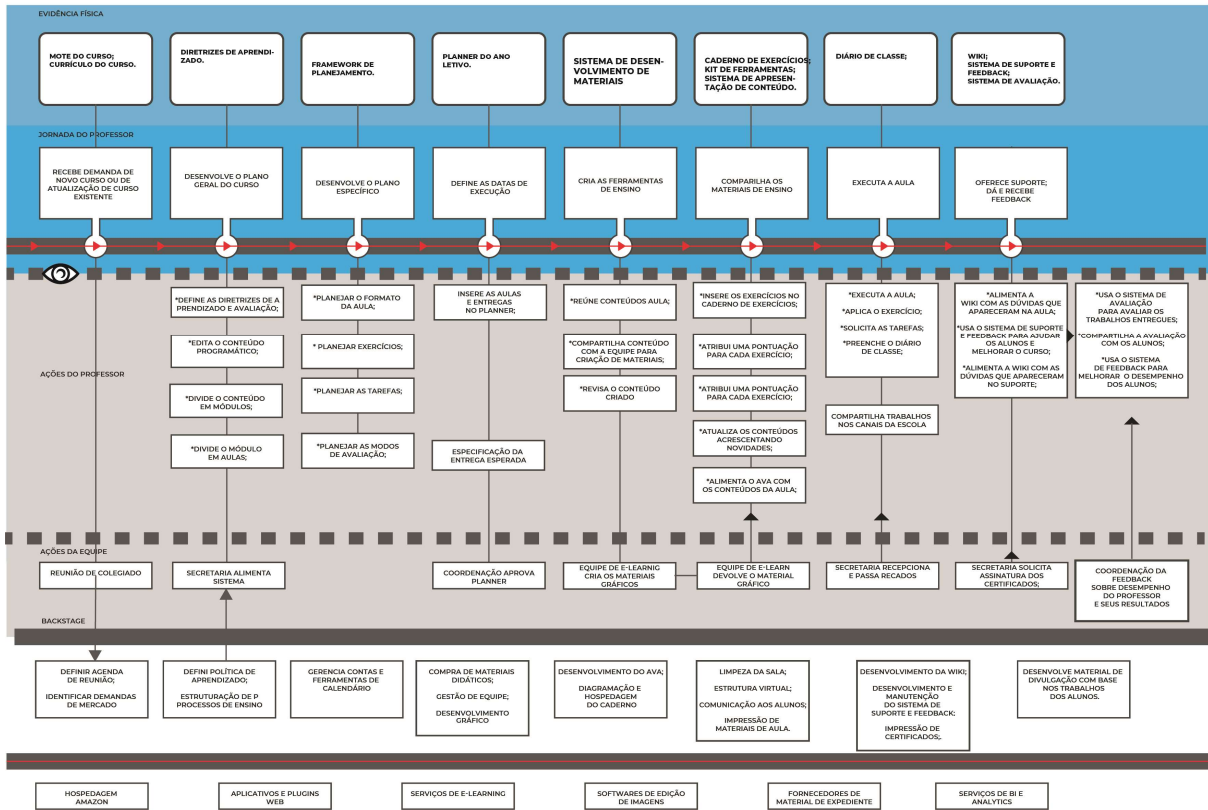 EVIDÊNCIA FÍSICA
MOTE DO CURSO;
CURRÍCULO DO CURSO.
DIRETRIZES DE APRENDI-
ZADO.
FRAMEWORK DE
PLANEJAMENTO.
PLANNER DO ANO
LETIVO.
SISTEMA DE DESEN-
VOLVIMENTO DE
MATERIAIS
CADERNO DE EXERCÍCIOS;
KIT DE FERRAMENTAS;
SISTEMA DE APRESEN-
TAÇÃO DE CONTEÚDO.
DIÁRIO DE CLASSE;
WIKI;
SISTEMA DE SUPORTE E
FEEDBACK;
SISTEMA DE AVALIAÇÃO.
JORNADA DO PROFESSOR
RECEBE DEMANDA DE
NOVO CURSO OU DE
ATUALIZAÇÃO DE CURSO
EXISTENTE
DESENVOLVE O PLANO
GERAL DO CURSO
DESENVOLVE O PLANO
ESPECÍFICO
DEFINE AS DATAS DE
EXECUÇÃO
CRIA AS FERRAMENTAS
DE ENSINO
COMPARILHA OS
MATERIAIS DE ENSINO
EXECUTA A AULA
OFERECE SUPORTE;
DÁ E RECEBE
FEEDBACK
AÇÕES DO PROFESSOR
*DEFINE AS DIRETRIZES DE A
PRENDIZADO E AVALIAÇÃO;
*EDITA O CONTEÚDO
PROGRAMÁTICO;
*DIVIDE O CONTEÚDO
EM MÓDULOS;
*DIVIDE O MÓDULO
EM AULAS;
*PLANEJAR O FORMATO
DA AULA;
* PLANEJAR EXERCÍCIOS;
*PLANEJAR AS TAREFAS;
*PLANEJAR AS MODOS
DE AVALIAÇÃO;
INSERE AS AULAS
E ENTREGAS
NO PLANNER;
ESPECIFICAÇÃO DA
ENTREGA ESPERADA
*REÚNE CONTEÚDOS AULA;
*COMPARTILHA CONTEÚDO
COM A EQUIPE PARA
CRIAÇÃO DE MATERIAIS;
*REVISA O CONTEÚDO
CRIADO
*INSERE OS EXERCÍCIOS NO
CADERNO DE EXERCÍCIOS;
*ATRIBUI UMA PONTUAÇÃO
PARA CADA EXERCÍCIO;
*ATRIBUI UMA PONTUAÇÃO
PARA CADA EXERCÍCIO;
*ATUALIZA OS CONTEÚDOS
ACRESCENTANDO
NOVIDADES;
*ALIMENTA O AVA COM
OS CONTEÚDOS DA AULA;
*EXECUTA A AULA;
*APLICA O EXERCÍCIO;
*SOLICITA AS TAREFAS;
*PREENCHE O DIÁRIO
DE CLASSE
COMPARTILHA TRABALHOS
NOS CANAIS DA ESCOLA
*ALIMENTA A
WIKI COM AS DÚVIDAS QUE
APARECERAM NA AULA;
*USA O SISTEMA DE SUPORTE
E FEEDBACK PARA AJUDAR
OS ALUNOS E
MELHORAR O CURSO;
*ALIMENTA A WIKI COM AS
DÚVIDAS QUE APARECERAM
NO SUPORTE;
*USA O SISTEMA DE
AVALIAÇÃO
PARA AVALIAR OS
TRABALHOS ENTREGUES;
*COMPARTILHA A AVALIAÇÃO
COM OS ALUNOS;
*USA O SISTEMA
DE FEEDBACK PARA
MELHORAR O DESEMPENHO
DOS ALUNOS;
AÇÕES DA EQUIPE
REUNIÃO DE COLEGIADO
SECRETARIA ALIMENTA
SISTEMA
COORDENAÇÃO APROVA
PLANNER
EQUIPE DE E-LEARNIG
CRIA OS MATERIAIS
GRÁFICOS
EQUIPE DE E-LEARN
DEVOLVE O MATERIAL
GRÁFICO
SECRETARIA RECEPCIONA
E PASSA RECADOS
SECRETARIA SOLICITA
ASSINATURA DOS
CERTIFICADOS;
COORDENAÇÃO DA
FEEDBACK
SOBRE DESEMPENHO
DO PROFESSOR
E SEUS RESULTADOS
BACKSTAGE
DEFINIR AGENDA
DE REUNIÃO;
IDENTIFICAR DEMANDAS
DE MERCADO
DEFINI POLÍTICA DE
APRENDIZADO;
ESTRUTURAÇÃO DE P
PROCESSOS DE ENSINO
GERENCIA CONTAS E
FERRAMENTAS DE
CALENDÁRIO
COMPRA DE MATERIAIS
DIDÁTICOS;
GESTÃO DE EQUIPE;
DESENVOLVIMENTO
GRÁFICO
DESENVOLVIMENTO DO AVA;
DIAGRAMAÇÃO E
HOSPEDAGEM
DO CADERNO
LIMPEZA DA SALA;
ESTRUTURA VIRTUAL;
COMUNICAÇÃO AOS ALUNOS;
IMPRESSÃO DE
MATERIAIS DE AULA.
DESENVOLVIMENTO DA WIKI;
DESENVOLVIMENTO E
MANUTENÇÃO
DO SISTEMA DE
SUPORTE E FEEDBACK;
IMPRESSÃO DE
CERTIFICADOS;.
DESENVOLVE MATERIAL DE
DIVULGAÇÃO COM BASE
NOS TRABALHOS
DOS ALUNOS.
HOSPEDAGEM
AMAZON
APLICATIVOS E PLUGINS
WEB
SERVIÇOS DE E-LEARNING
SOFTWARES DE EDIÇÃO
DE IMAGENS
FORNECEDORES DE
MATERIAL DE EXPEDIENTE
SERVIÇOS DE BI E
ANALYTICS